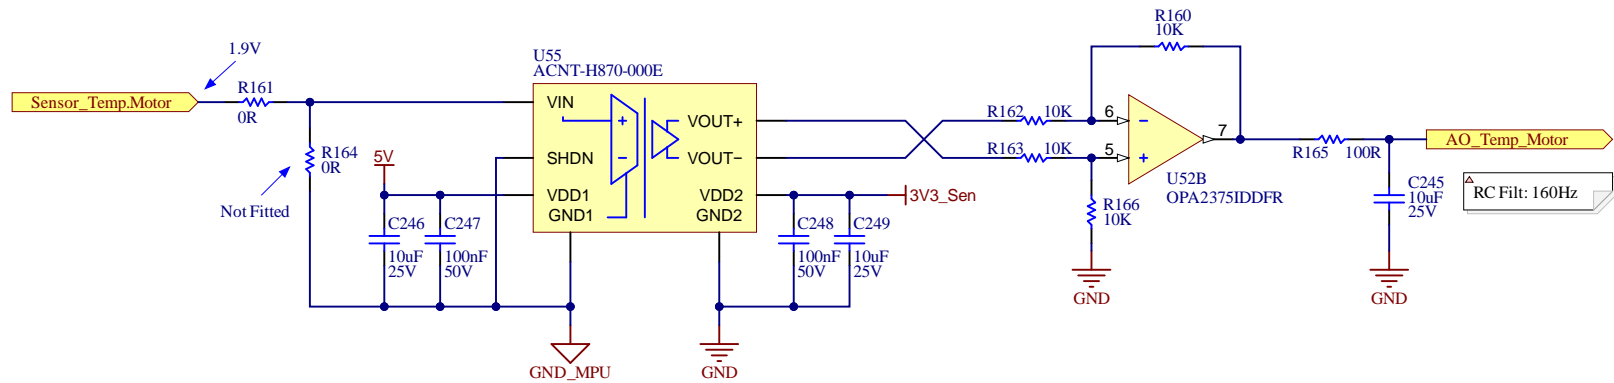 1.9V
Sensor_Temp.Motor
R161
0R
R164
0R
Not Fitted
5V
C246
10uF
25V
C247
100nF
50V
U55
ACNT-H870-000E
VIN
SHDN
VDD1
GND1
VOUT+
VOUT−
VDD2
GND2
+
−
GND_MPU
GND
C248
100nF
50V
C249
10uF
25V
3V3_Sen
R162
10K
R163
10K
R160
10K
6
5
7
−
+
U52B
OPA2375IDDFR
R166
10K
GND
R165
100R
AO_Temp_Motor
C245
10uF
25V
GND
RC Filt: 160Hz